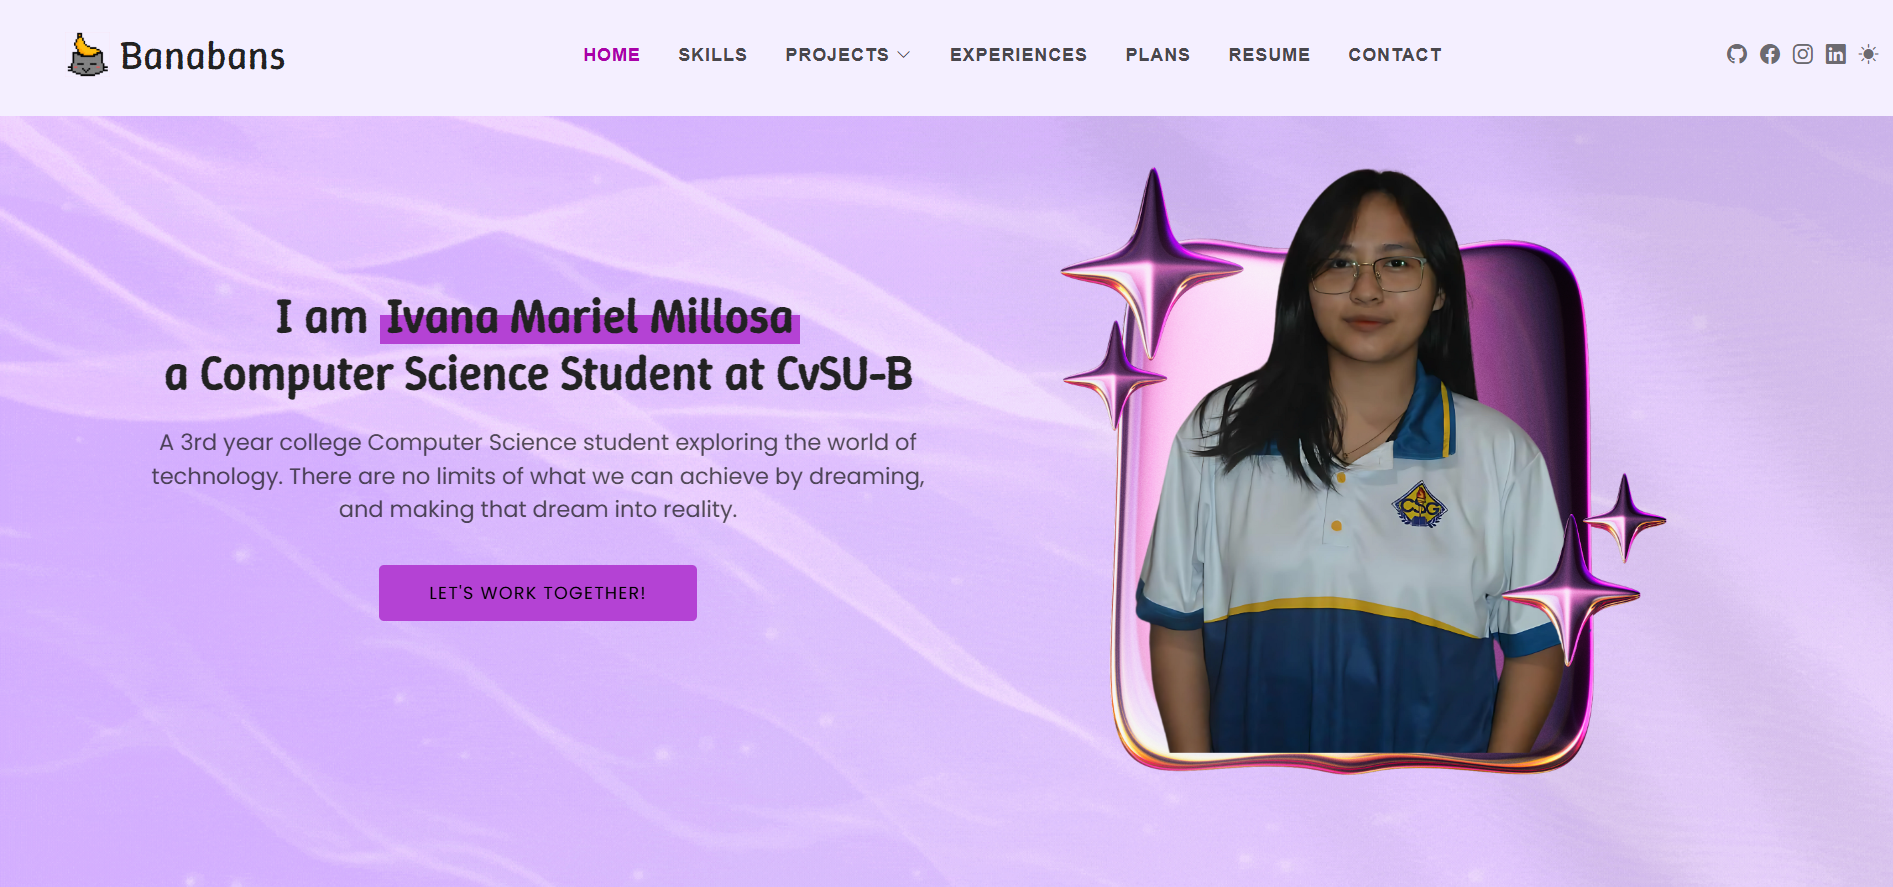 Banabans
HOME SKILLS PROJECTS EXPERIENCES PLANS RESUME CONTACT
I am Ivana Mariel Millosa
a Computer Science Student at CvSU-B
A 3rd year college Computer Science student exploring the world of
technology. There are no limits of what we can achieve by dreaming,
and making that dream into reality.
LET'S WORK TOGETHER!
CSG